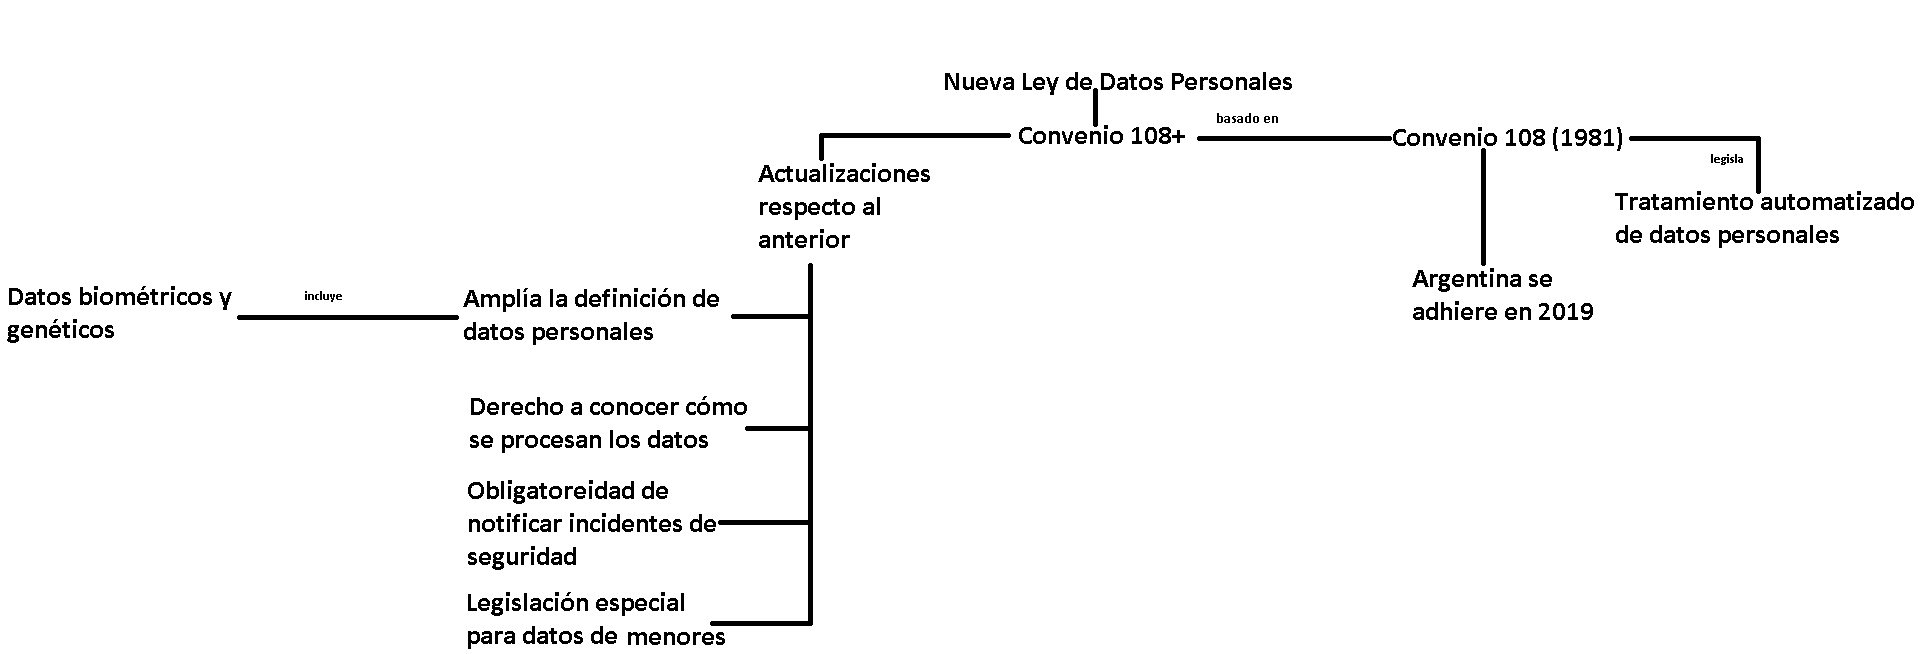 Nueva Ley de Datos Personales
Convenio 108+
basado en
Convenio 108 (1981)
legisla
Tratamiento automatizado
de datos personales
Argentina se
adhiere en 2019
Actualizaciones
respecto al
anterior
Datos biométricos y
genéticos
incluye
Amplía la definición de
datos personales
Derecho a conocer cómo
se procesan los datos
Obligatoreidad de
notificar incidentes de
seguridad
Legislación especial
para datos de menores